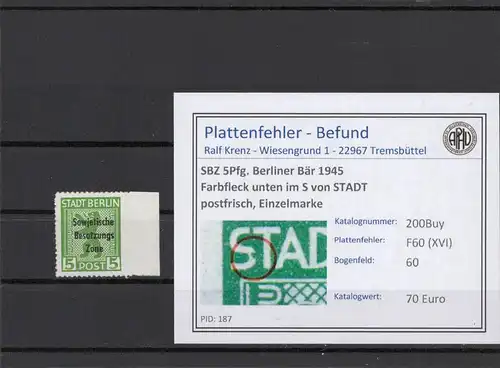 STADT BERLIN
Sowjetische
Besatzungs
Zone
5 POST 5
Plattenfehler - Befund
Ralf Krenz - Wiesengrund 1 - 22967 Tremsbüttel
SBZ 5Pfg. Berliner Bär 1945
Farbfleck unten im S von STADT
postfrisch, Einzelmarke
STAD
Katalognummer: 200Buy
Plattenfehler: F60 (XVI)
Bogenfeld: 60
Katalogwert: 70 Euro
PID: 187